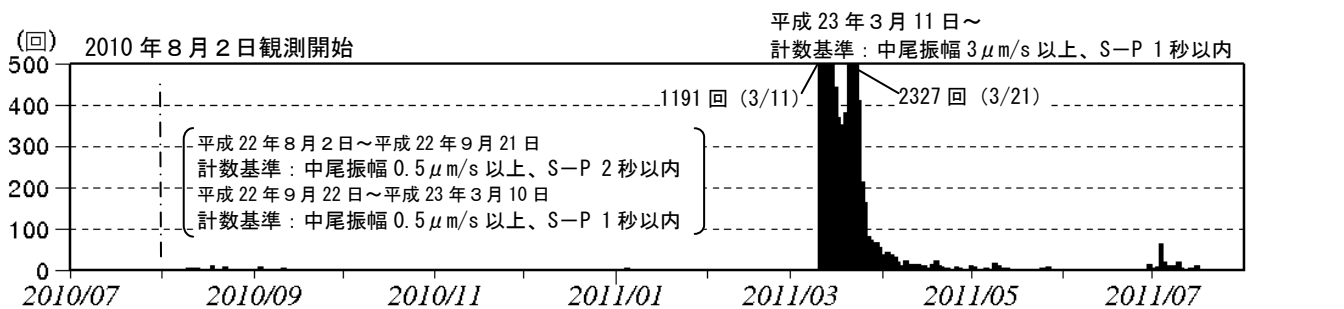 平成 23 年３月 11 日～
計数基準：中尾振幅 3μm/s 以上、S－P 1 秒以内
(回)
2010 年８月２日観測開始
500
400
300
200
100
0
1191 回（3/11）
2327 回（3/21）
平成 22 年８月２日～平成 22 年９月 21 日
計数基準：中尾振幅 0.5μm/s 以上、S－P 2 秒以内
平成 22 年９月 22 日～平成 23 年３月 10 日
計数基準：中尾振幅 0.5μm/s 以上、S－P 1 秒以内
2010/07 2010/09 2010/11 2011/01 2011/03 2011/05 2011/07